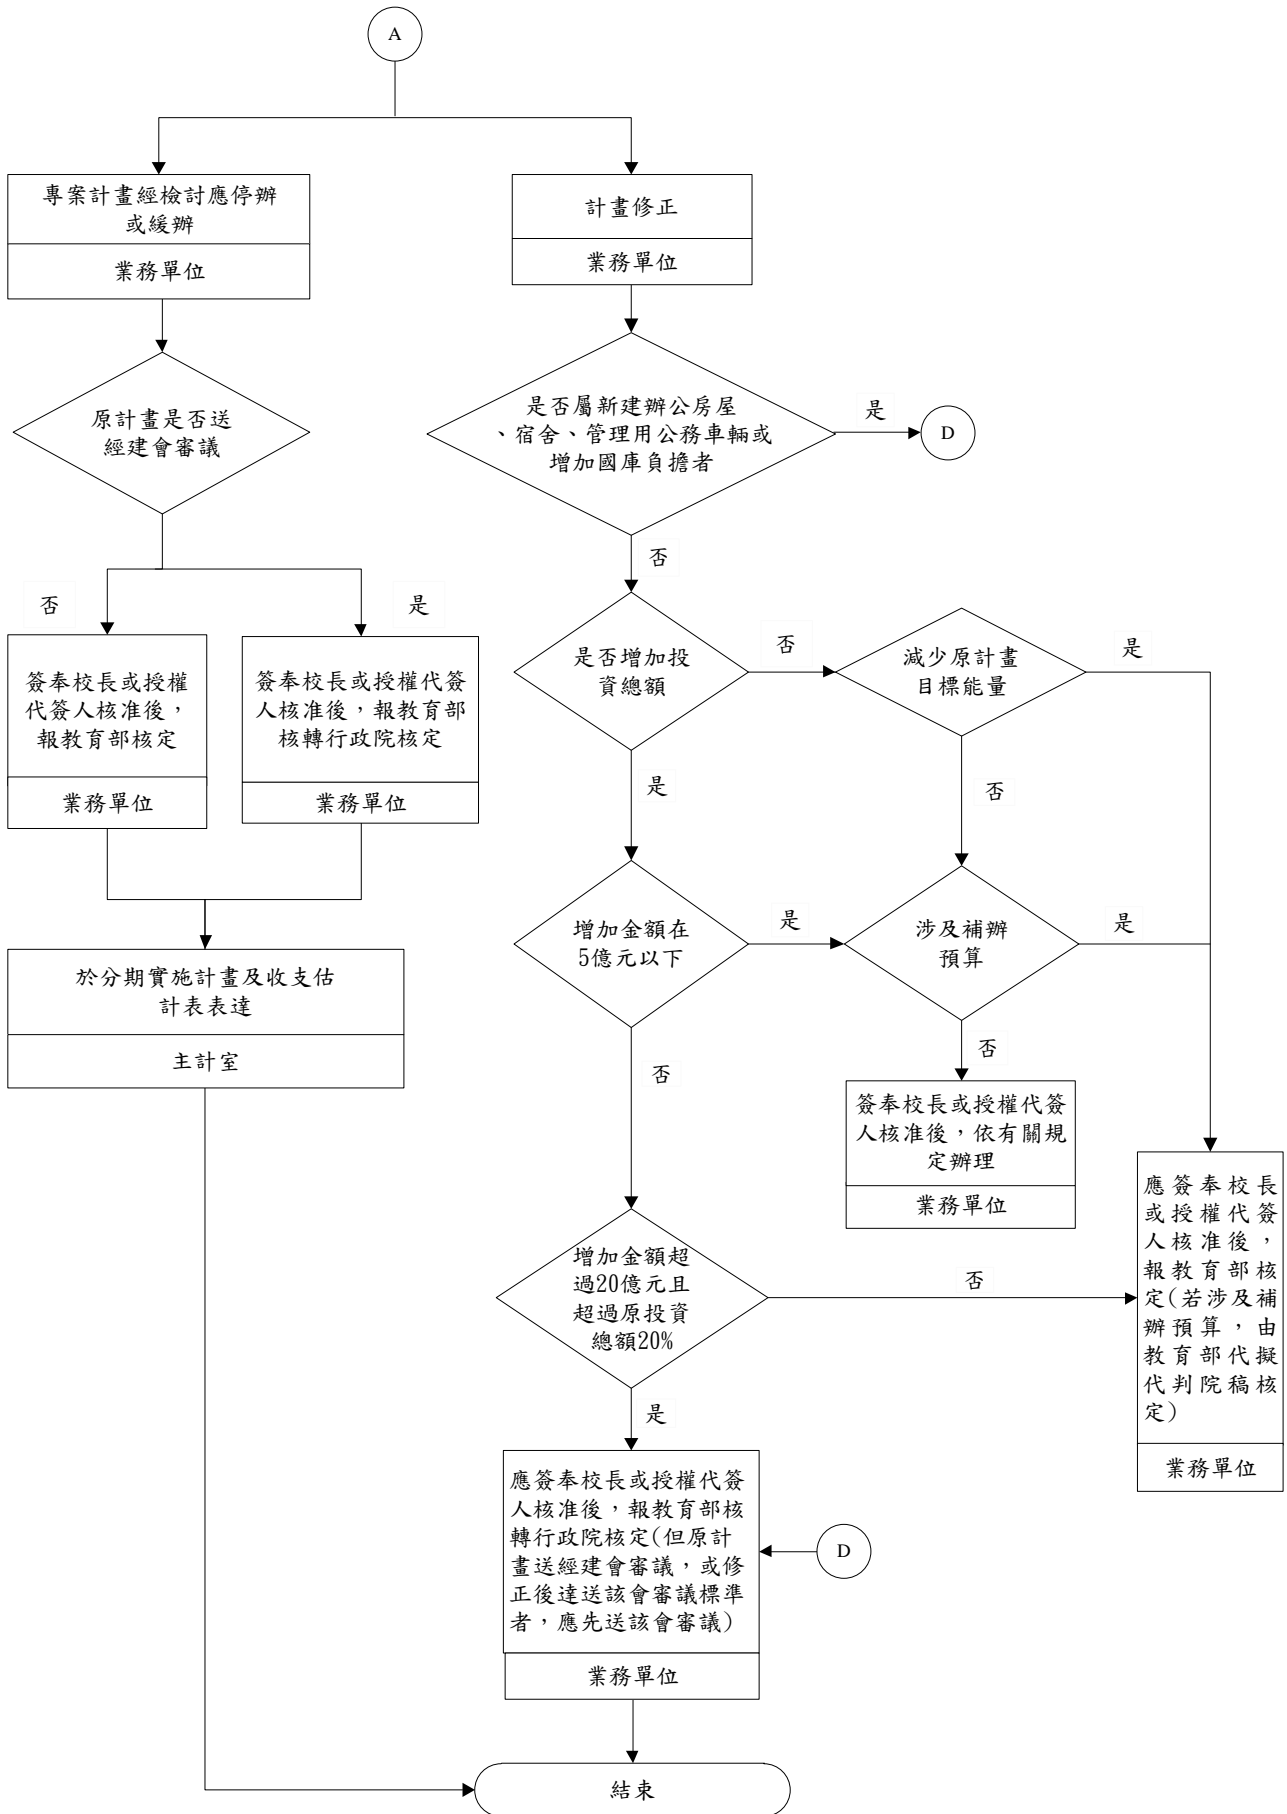 A
專案計畫經檢討應停辦
或緩辦
業務單位
原計畫是否送
經建會審議
否
是
簽奉校長或授權
代簽人核准後，
報教育部核定
業務單位
簽奉校長或授權代簽
人核准後，報教育部
核轉行政院核定
業務單位
於分期實施計畫及收支估
計表表達
主計室
計畫修正
業務單位
是否屬新建辦公房屋
、宿舍、管理用公務車輛或
增加國庫負擔者
是
D
否
是否增加投
資總額
否
減少原計畫
目標能量
是
是
否
增加金額在
5億元以下
是
涉及補辦
預算
是
否
否
簽奉校長或授權代簽
人核准後，依有關規
定辦理
業務單位
增加金額超
過20億元且
超過原投資
總額20%
否
應簽奉校長
或授權代簽
人核准後，
報教育部核
定(若涉及補
辦預算，由
教育部代擬
代判院稿核
定)
業務單位
是
應簽奉校長或授權代簽
人核准後，報教育部核
轉行政院核定(但原計
畫送經建會審議，或修
正後達送該會審議標準
者，應先送該會審議)
業務單位
D
結束